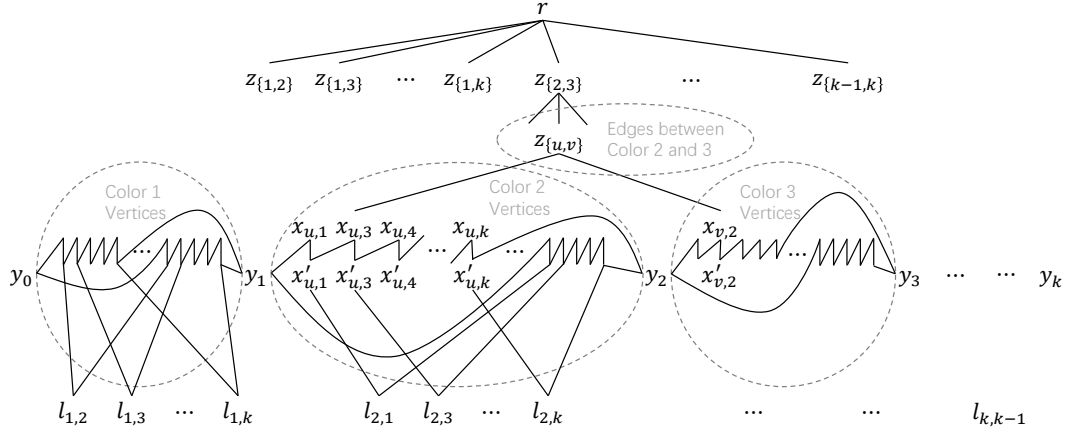 r
z_{1,2} z_{1,3} ... z_{1,k} z_{2,3} ... z_{k−1,k}
Edges between
Color 2 and 3
z_{u,v}
Color 1
Vertices
Color 2
Vertices
Color 3
Vertices
x_{u,1} x_{u,3} x_{u,4} ... x_{u,k} ... x_{v,2}
... ...
y_0 x'_{u,1} x'_{u,3} x'_{u,4} x'_{u,k} y_1 y_2 x'_{v,2} y_3 ... ... y_k
l_{1,2} l_{1,3} ... l_{1,k} l_{2,1} l_{2,3} ... l_{2,k} ... ... l_{k,k−1}